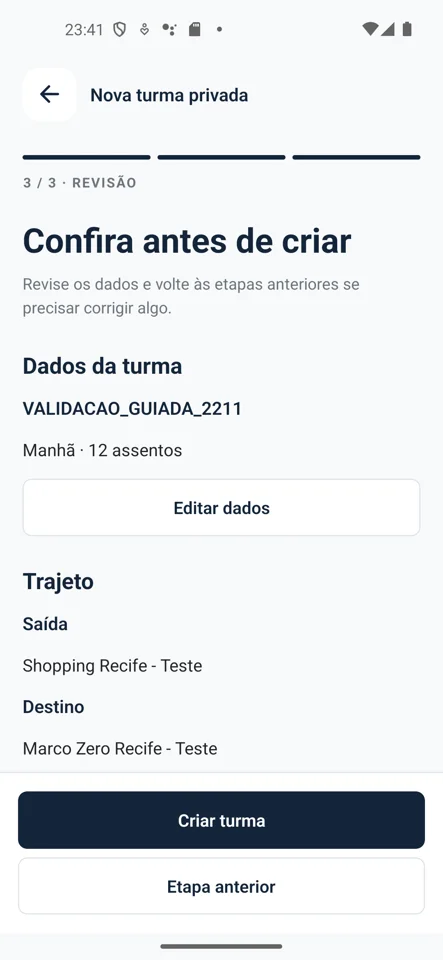 23:41
Nova turma privada
3 / 3 · REVISÃO
Confira antes de criar
Revise os dados e volte às etapas anteriores se
precisar corrigir algo.
Dados da turma
VALIDACAO_GUIADA_2211
Manhã · 12 assentos
Editar dados
Trajeto
Saída
Shopping Recife - Teste
Destino
Marco Zero Recife - Teste
Criar turma
Etapa anterior